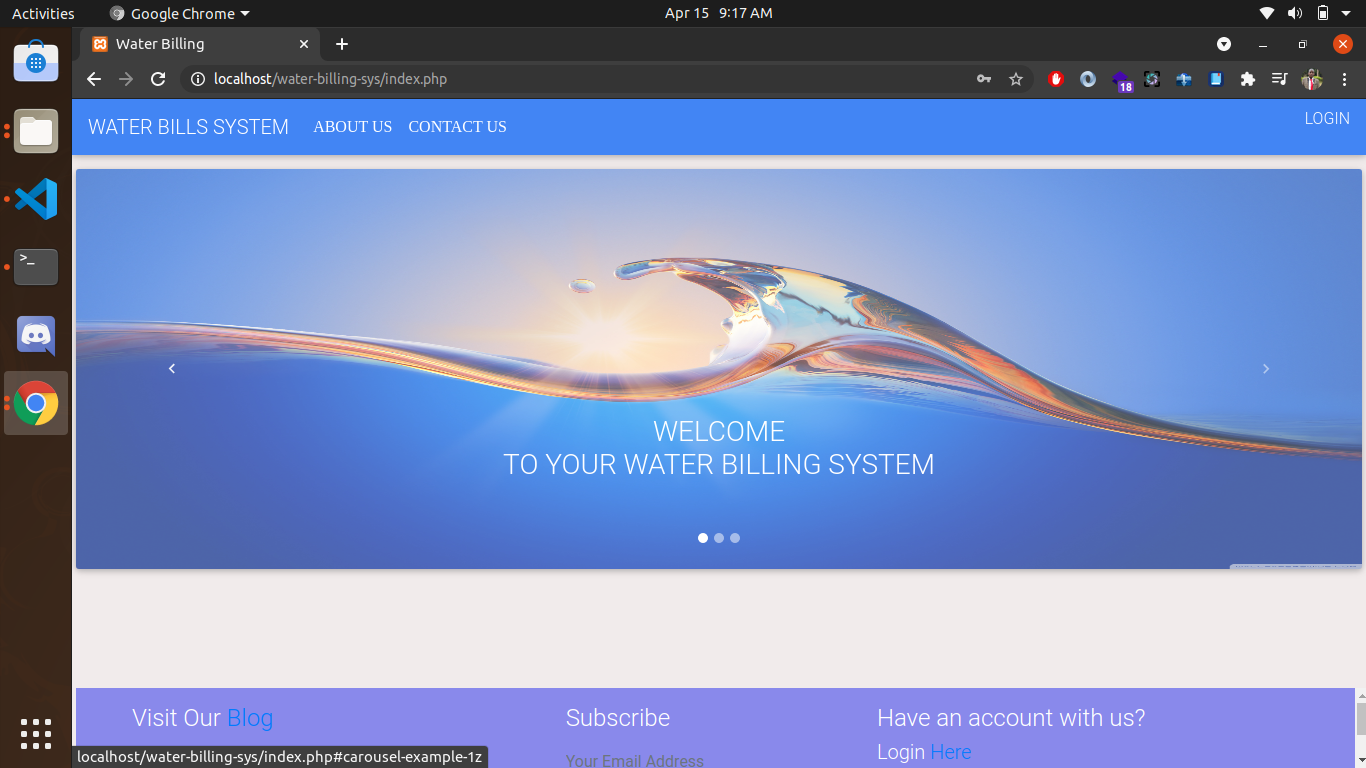 Activities
Google Chrome
Apr 15 9:17 AM
Water Billing
localhost/water-billing-sys/index.php
18
WATER BILLS SYSTEM
ABOUT US
CONTACT US
LOGIN
WELCOME
TO YOUR WATER BILLING SYSTEM
Visit Our Blog
Subscribe
Have an account with us?
Your Email Address
Login Here
localhost/water-billing-sys/index.php#carousel-example-1z